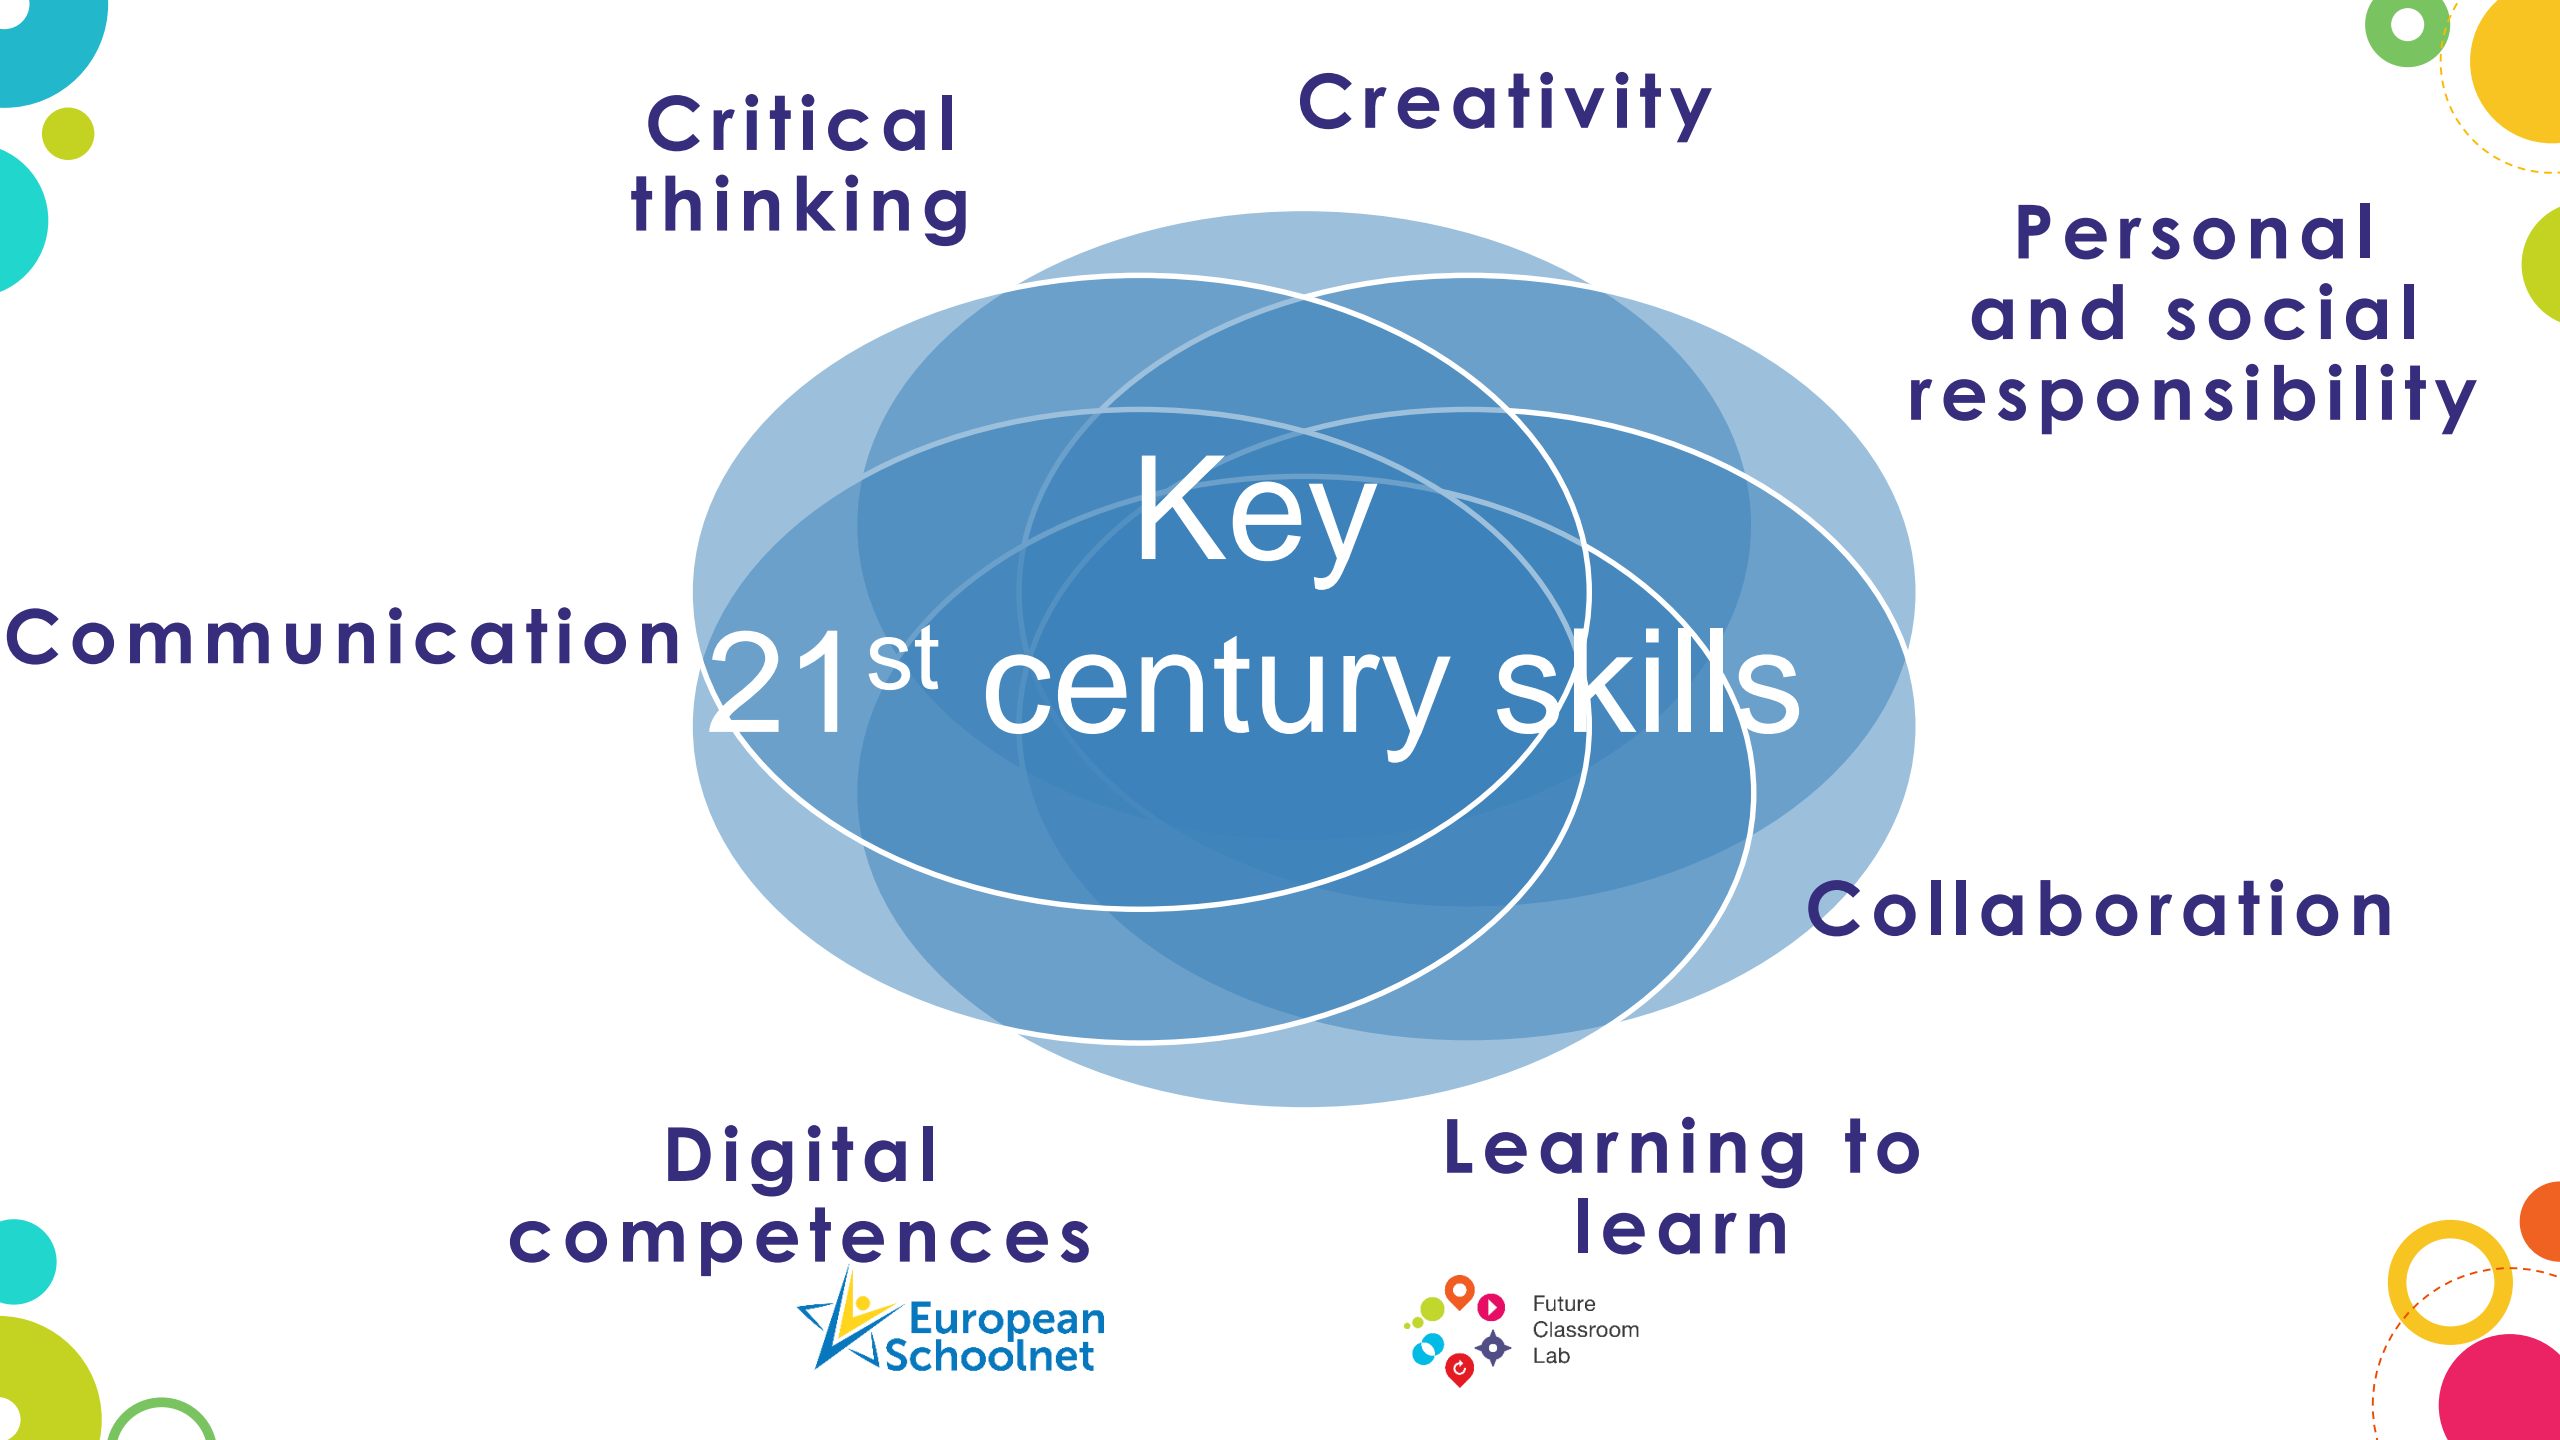 Critical
thinking
Creativity
Personal
and social
responsibility
Key
21st century skills
Communication
Collaboration
Digital
competences
Learning to
learn
European
Schoolnet
Future
Classroom
Lab